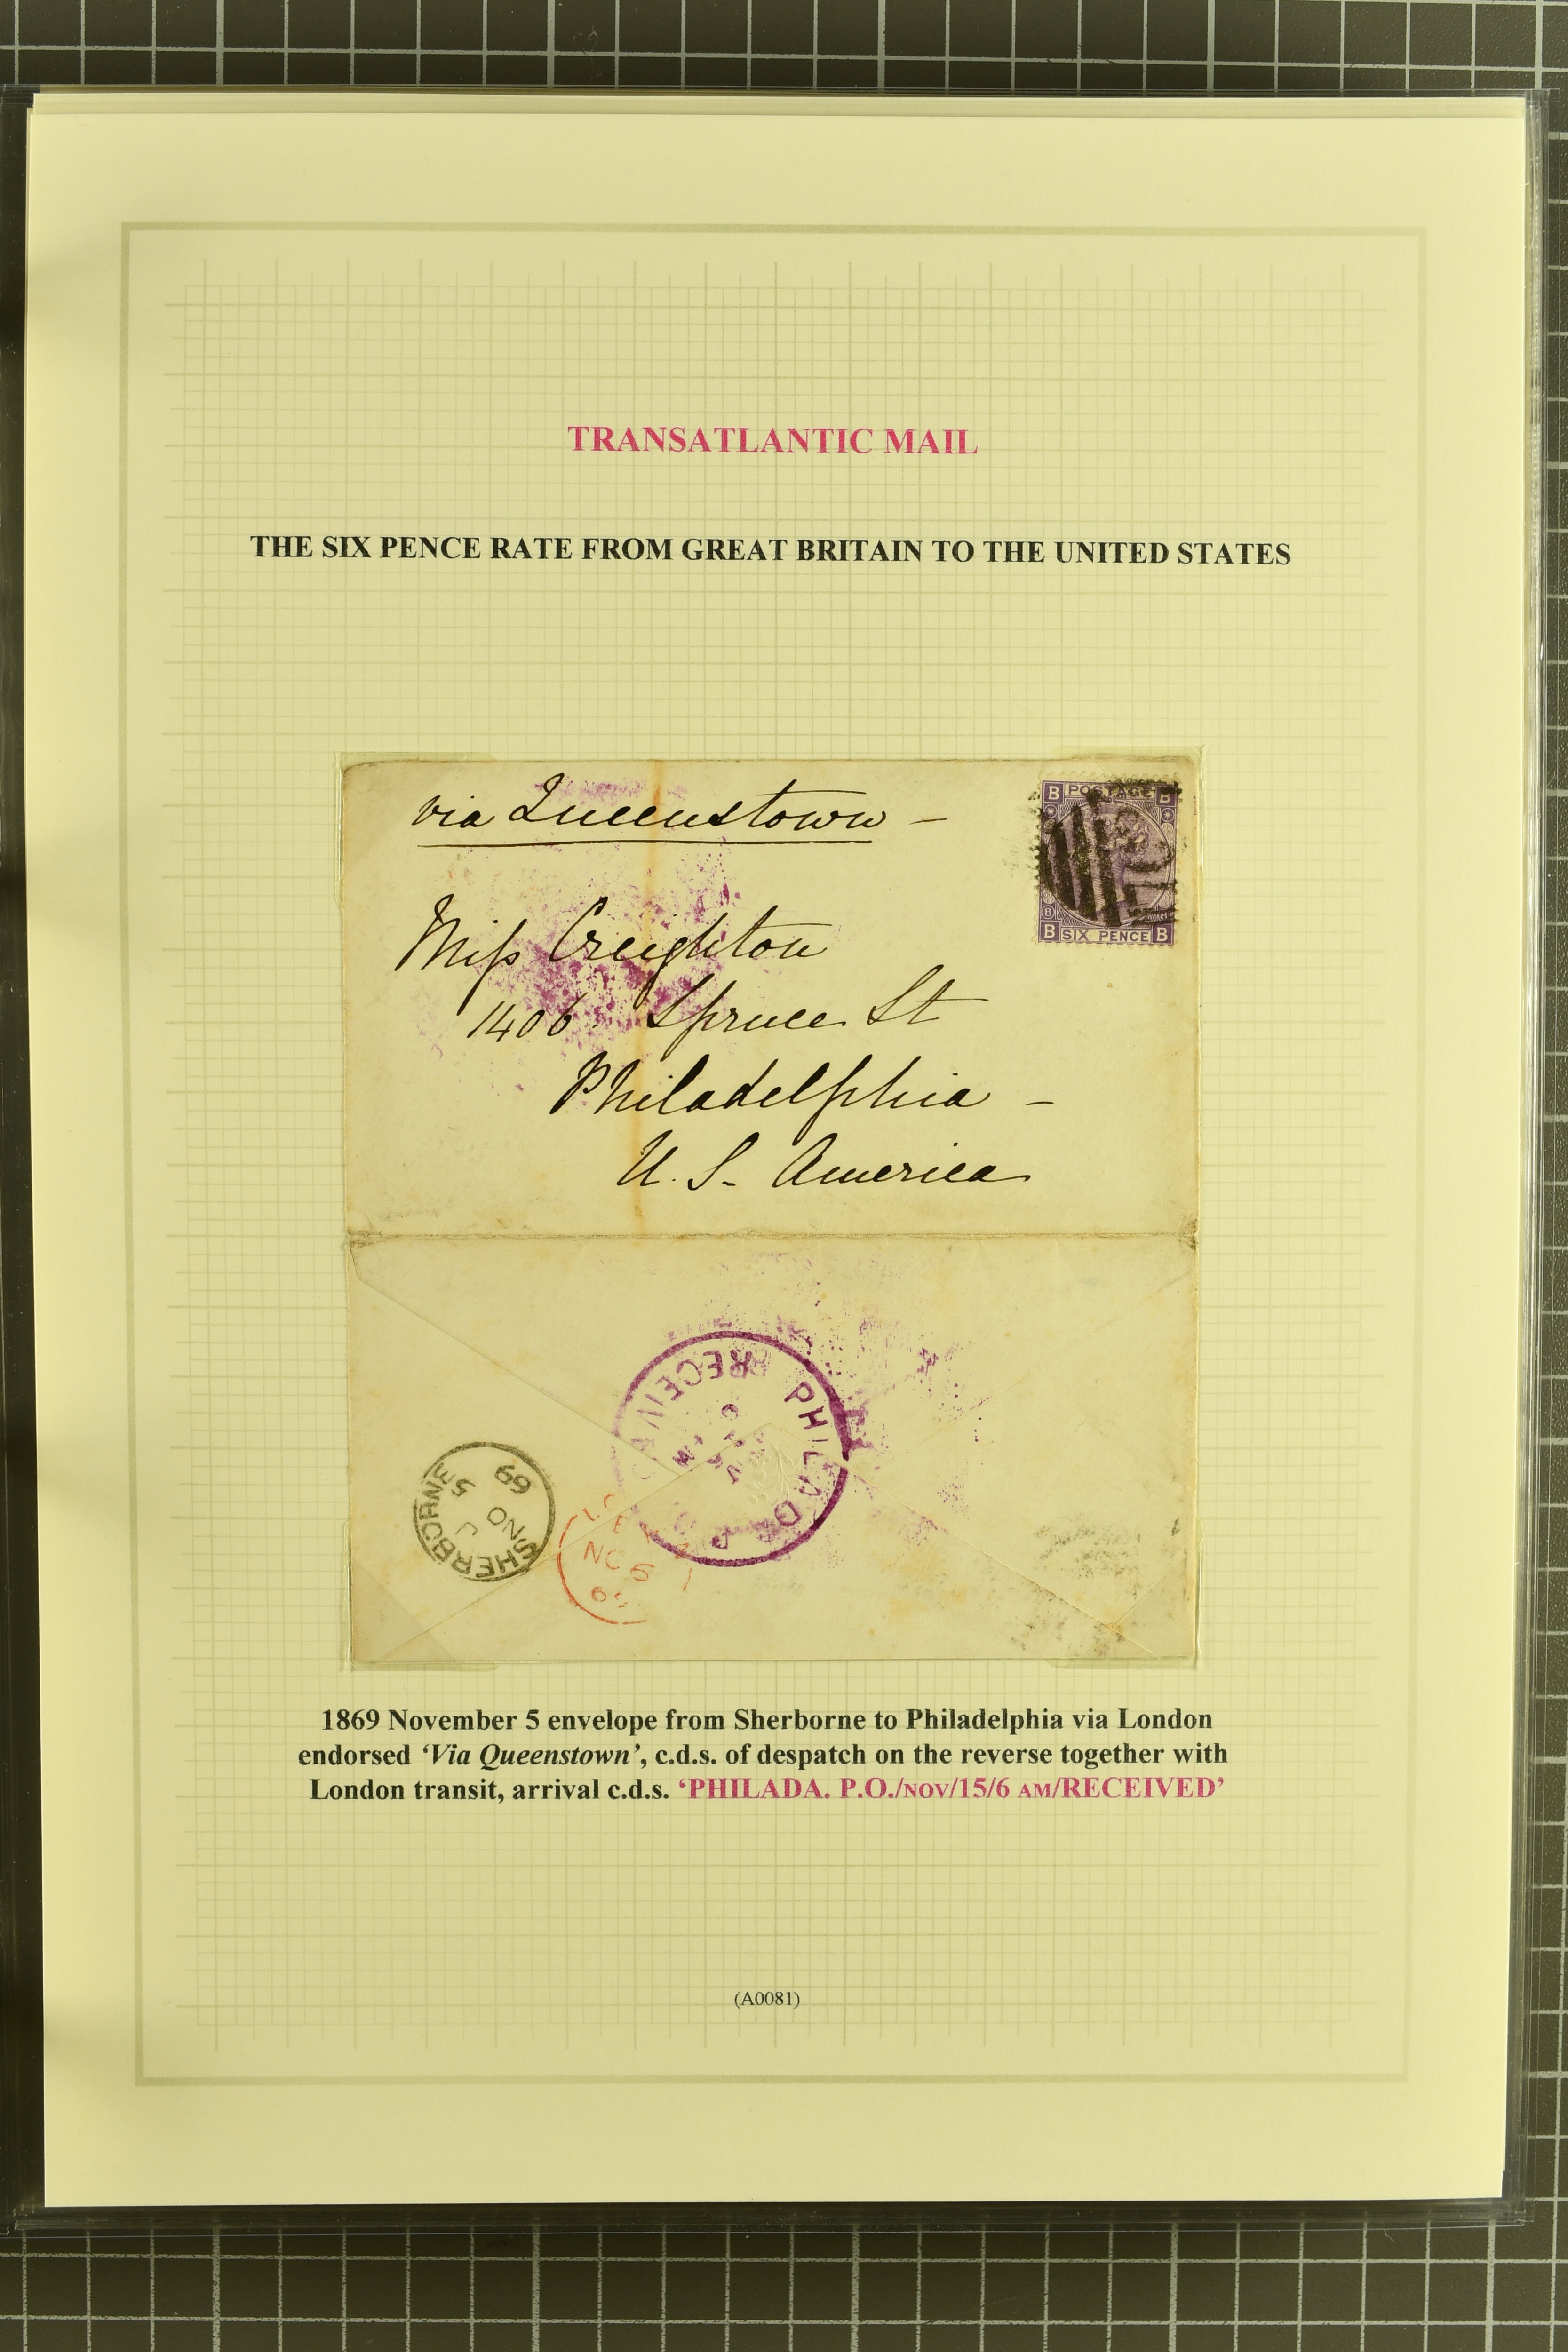 TRANSATLANTIC MAIL
THE SIX PENCE RATE FROM GREAT BRITAIN TO THE UNITED STATES
via Queenstown –
B POSTAGE B
B SIX PENCE B
Miſs Creighton
1406 Spruce St
Philadelphia –
U. S- America
RECEIV
PHILADA
SHERBORNE
J
NO 5
69
NO 6
69
1869 November 5 envelope from Sherborne to Philadelphia via London
endorsed ‘Via Queenstown’, c.d.s. of despatch on the reverse together with
London transit, arrival c.d.s. ‘PHILADA. P.O./NOV/15/6 AM/RECEIVED’
(A0081)